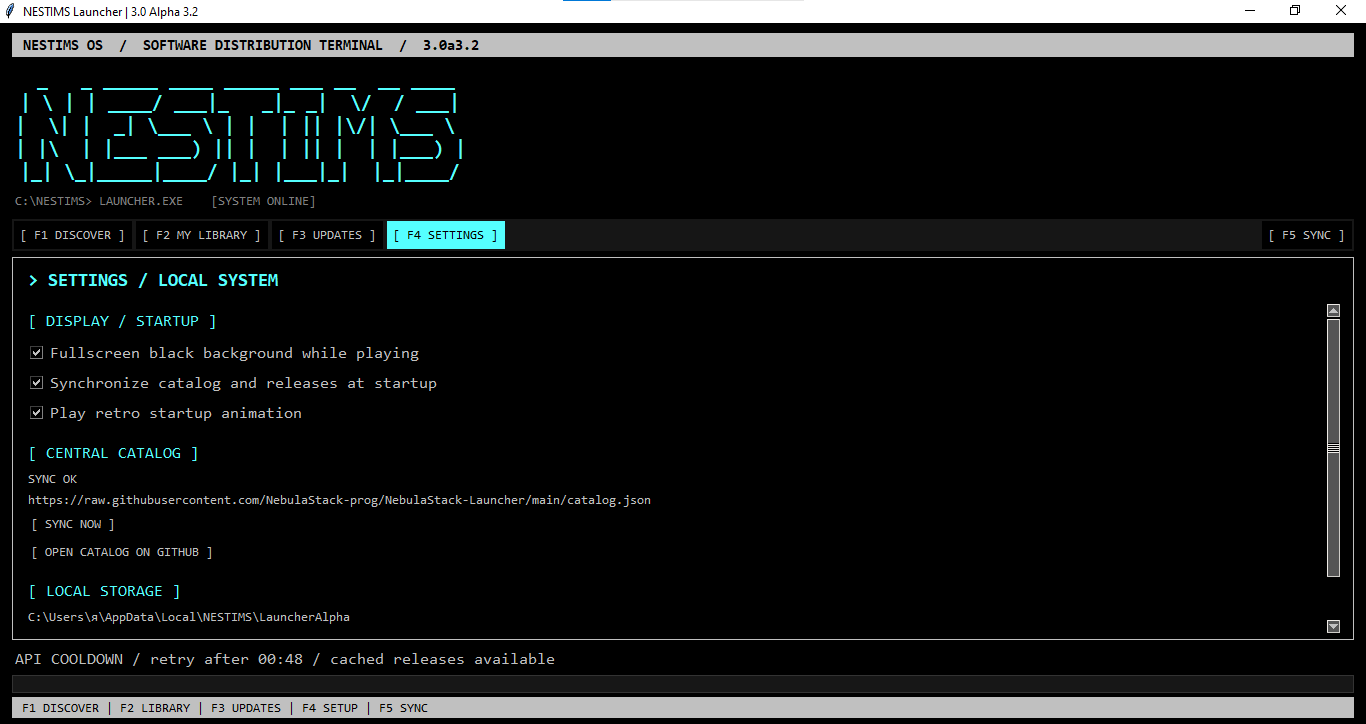 NESTIMS Launcher | 3.0 Alpha 3.2
NESTIMS OS / SOFTWARE DISTRIBUTION TERMINAL / 3.0a3.2
NESTIMS
C:\NESTIMS> LAUNCHER.EXE [SYSTEM ONLINE]
[ F1 DISCOVER ] [ F2 MY LIBRARY ] [ F3 UPDATES ] [ F4 SETTINGS ] [ F5 SYNC ]
> SETTINGS / LOCAL SYSTEM
[ DISPLAY / STARTUP ]
Fullscreen black background while playing
Synchronize catalog and releases at startup
Play retro startup animation
[ CENTRAL CATALOG ]
SYNC OK
https://raw.githubusercontent.com/NebulaStack-prog/NebulaStack-Launcher/main/catalog.json
[ SYNC NOW ]
[ OPEN CATALOG ON GITHUB ]
[ LOCAL STORAGE ]
C:\Users\я\AppData\Local\NESTIMS\LauncherAlpha
API COOLDOWN / retry after 00:48 / cached releases available
F1 DISCOVER | F2 LIBRARY | F3 UPDATES | F4 SETUP | F5 SYNC